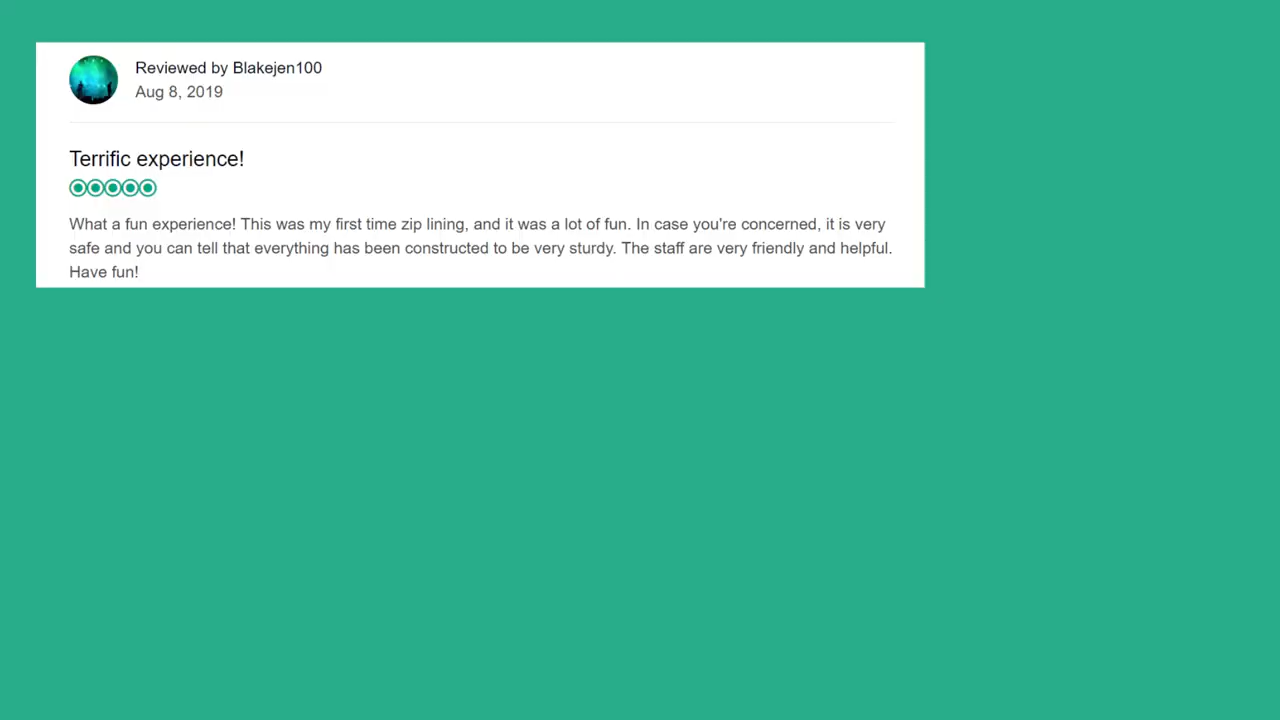 Reviewed by Blakejen100
Aug 8, 2019
Terrific experience!
What a fun experience! This was my first time zip lining, and it was a lot of fun. In case you're concerned, it is very
safe and you can tell that everything has been constructed to be very sturdy. The staff are very friendly and helpful.
Have fun!